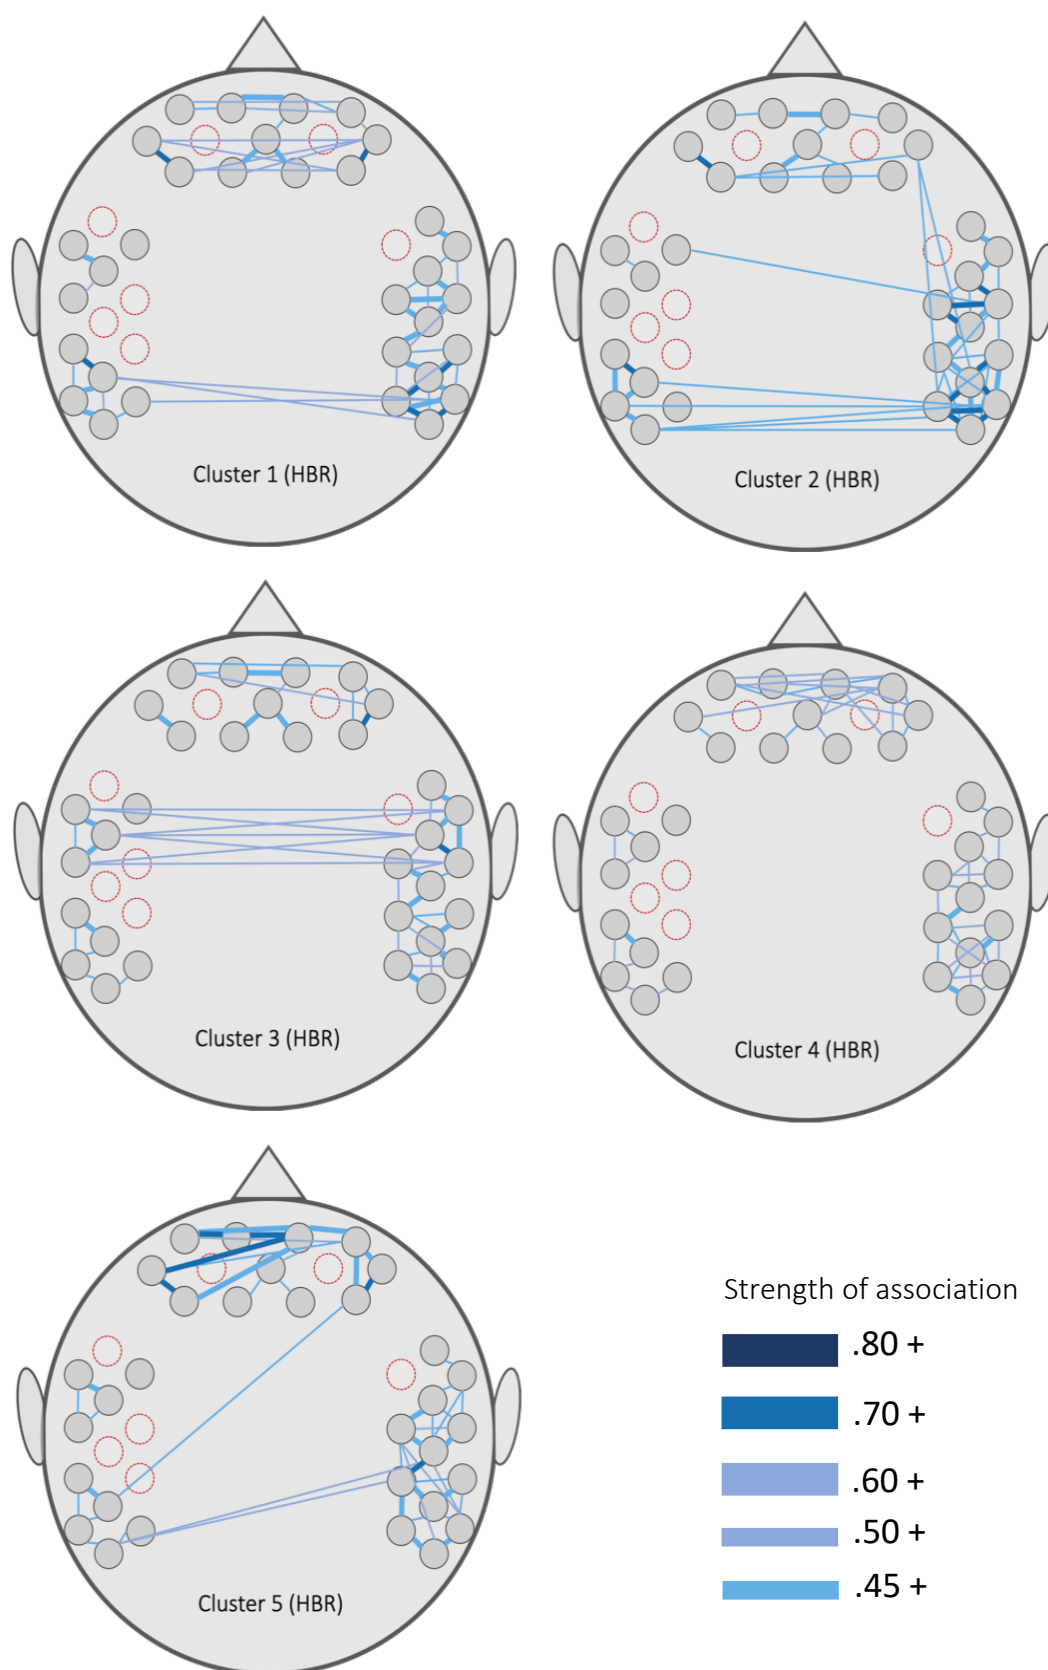 Cluster 1 (HBR)
Cluster 2 (HBR)
Cluster 3 (HBR)
Cluster 4 (HBR)
Cluster 5 (HBR)
Strength of association
.80 +
.70 +
.60 +
.50 +
.45 +